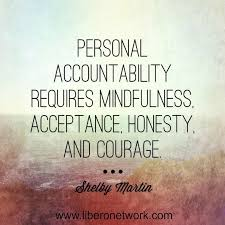 PERSONAL
ACCOUNTABILITY
REQUIRES MINDFULNESS,
ACCEPTANCE, HONESTY,
AND COURAGE.
Shelby Martin
www.liberonetwork.com